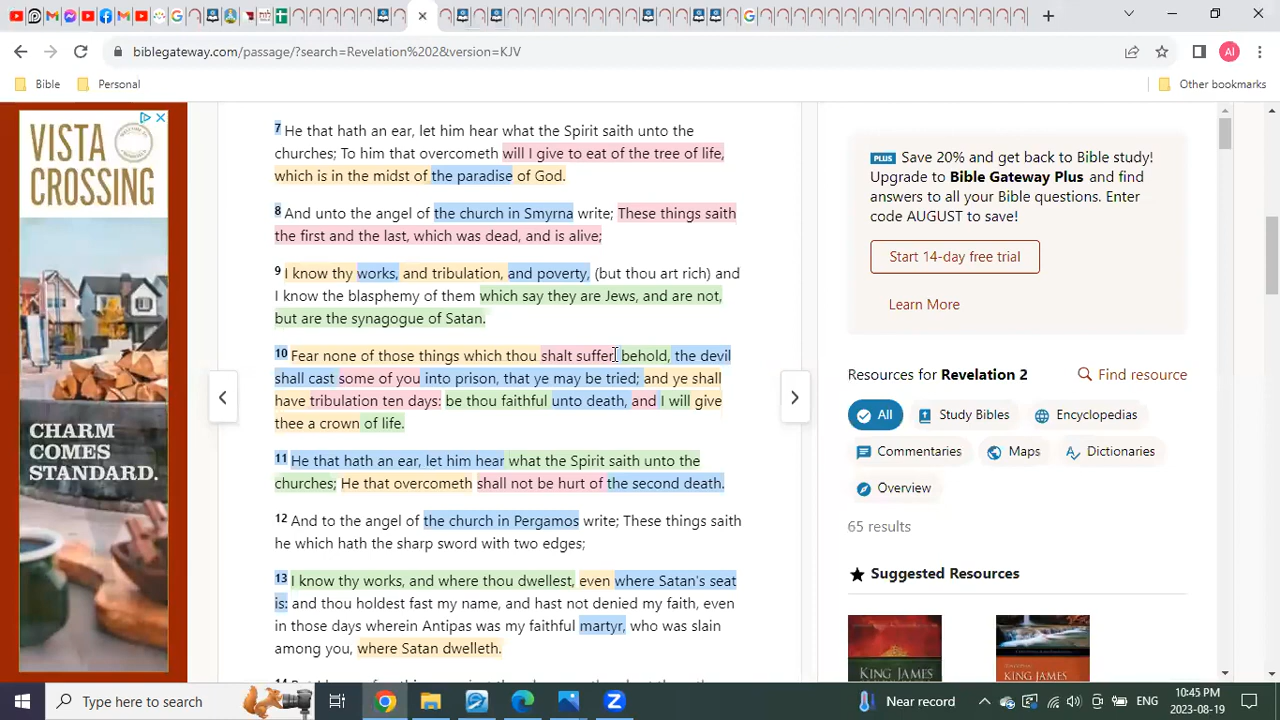 biblegateway.com/passage/?search=Revelation%202&version=KJV
AI
Bible
Personal
Other bookmarks
VISTA
CROSSING
CHARM
COMES
STANDARD.
7 He that hath an ear, let him hear what the Spirit saith unto the
churches; To him that overcometh will I give to eat of the tree of life,
which is in the midst of the paradise of God.
8 And unto the angel of the church in Smyrna write; These things saith
the first and the last, which was dead, and is alive;
9 I know thy works, and tribulation, and poverty, (but thou art rich) and
I know the blasphemy of them which say they are Jews, and are not,
but are the synagogue of Satan.
10 Fear none of those things which thou shalt suffer: behold, the devil
shall cast some of you into prison, that ye may be tried; and ye shall
have tribulation ten days: be thou faithful unto death, and I will give
thee a crown of life.
11 He that hath an ear, let him hear what the Spirit saith unto the
churches; He that overcometh shall not be hurt of the second death.
12 And to the angel of the church in Pergamos write; These things saith
he which hath the sharp sword with two edges;
13 I know thy works, and where thou dwellest, even where Satan's seat
is: and thou holdest fast my name, and hast not denied my faith, even
in those days wherein Antipas was my faithful martyr, who was slain
among you, where Satan dwelleth.
PLUS Save 20% and get back to Bible study!
Upgrade to Bible Gateway Plus and find
answers to all your Bible questions. Enter
code AUGUST to save!
Start 14-day free trial
Learn More
Resources for Revelation 2
Find resource
All
Study Bibles
Encyclopedias
Commentaries
Maps
Dictionaries
Overview
65 results
Suggested Resources
KING JAMES
KING JAMES
Type here to search
Near record
ENG
10:45 PM
2023-08-19